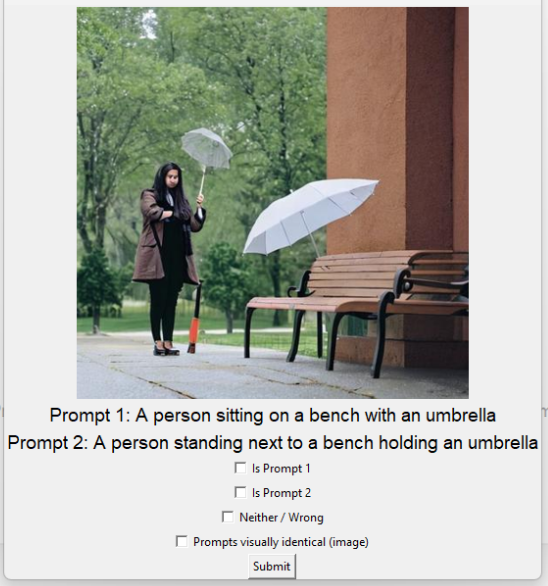 Prompt 1: A person sitting on a bench with an umbrella
Prompt 2: A person standing next to a bench holding an umbrella
Is Prompt 1
Is Prompt 2
Neither / Wrong
Prompts visually identical (image)
Submit